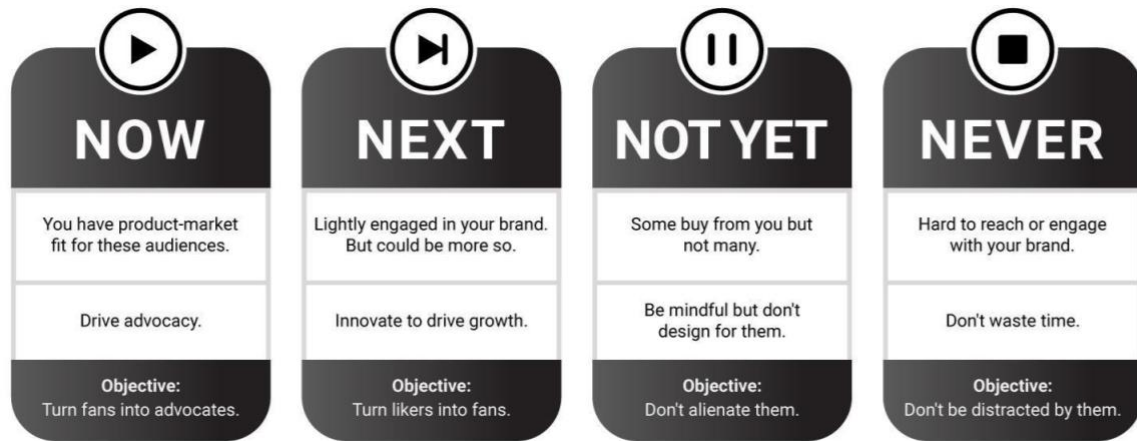 NOW
You have product-market
fit for these audiences.
Drive advocacy.
Objective:
Turn fans into advocates.
NEXT
Lightly engaged in your brand.
But could be more so.
Innovate to drive growth.
Objective:
Turn likers into fans.
NOT YET
Some buy from you but
not many.
Be mindful but don't
design for them.
Objective:
Don't alienate them.
NEVER
Hard to reach or engage
with your brand.
Don't waste time.
Objective:
Don't be distracted by them.